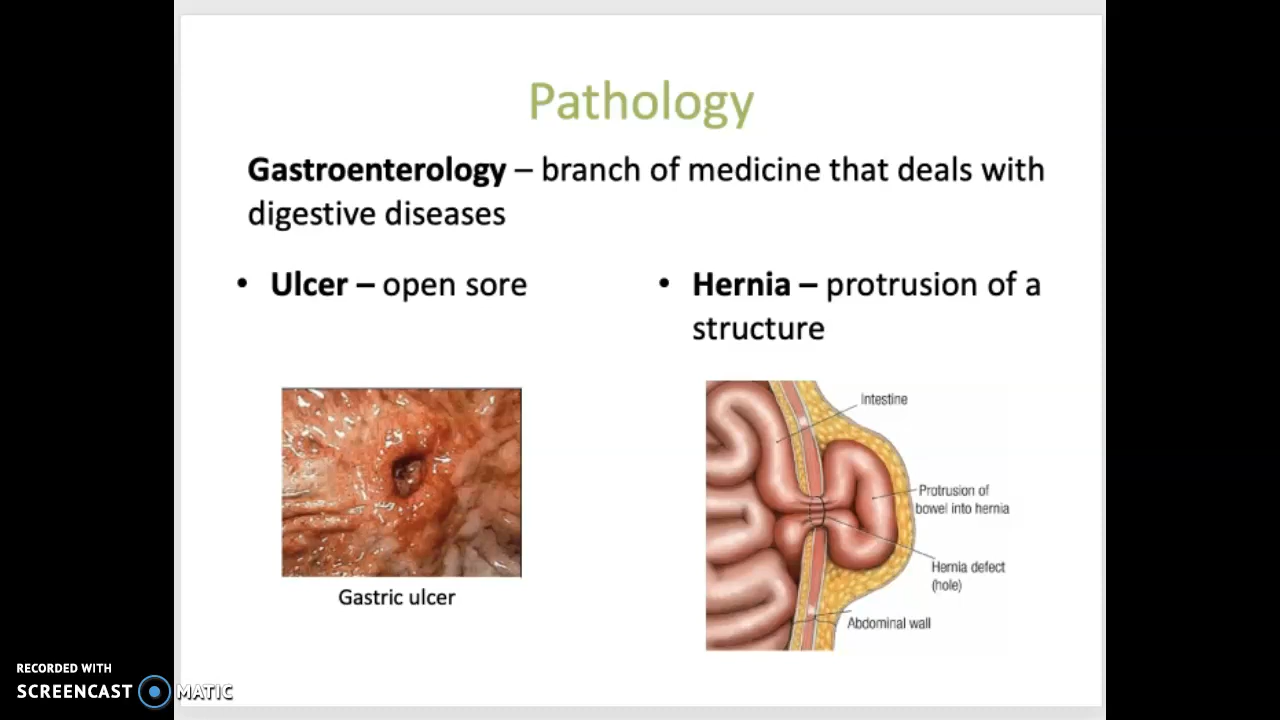 Pathology
Gastroenterology – branch of medicine that deals with
digestive diseases
• Ulcer – open sore
• Hernia – protrusion of a
structure
Gastric ulcer
Intestine
Protrusion of
bowel into hernia
Hernia defect
(hole)
Abdominal wall
RECORDED WITH
SCREENCAST MATIC